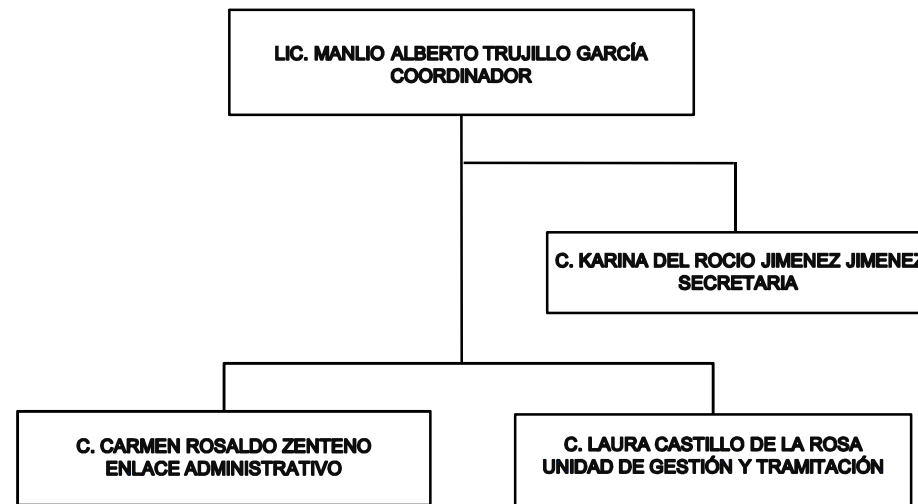 LIC. MANLIO ALBERTO TRUJILLO GARCÍA
COORDINADOR
C. KARINA DEL ROCIO JIMENEZ JIMENEZ
SECRETARIA
C. CARMEN ROSALDO ZENTENO
ENLACE ADMINISTRATIVO
C. LAURA CASTILLO DE LA ROSA
UNIDAD DE GESTIÓN Y TRAMITACIÓN